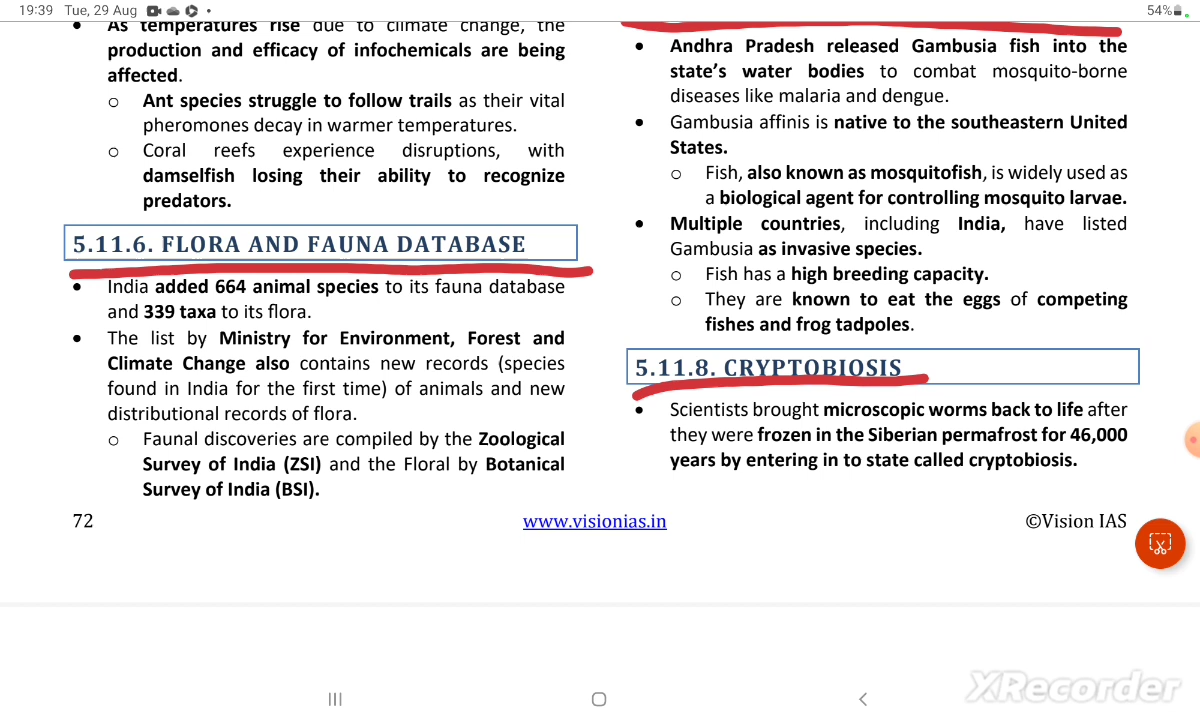 19:39 Tue, 29 Aug
54%
As temperatures rise due to climate change, the
production and efficacy of infochemicals are being
affected.
Ant species struggle to follow trails as their vital
pheromones decay in warmer temperatures.
Coral reefs experience disruptions, with
damselfish losing their ability to recognize
predators.
5.11.6. FLORA AND FAUNA DATABASE
India added 664 animal species to its fauna database
and 339 taxa to its flora.
The list by Ministry for Environment, Forest and
Climate Change also contains new records (species
found in India for the first time) of animals and new
distributional records of flora.
Faunal discoveries are compiled by the Zoological
Survey of India (ZSI) and the Floral by Botanical
Survey of India (BSI).
Andhra Pradesh released Gambusia fish into the
state's water bodies to combat mosquito-borne
diseases like malaria and dengue.
Gambusia affinis is native to the southeastern United
States.
Fish, also known as mosquitofish, is widely used as
a biological agent for controlling mosquito larvae.
Multiple countries, including India, have listed
Gambusia as invasive species.
Fish has a high breeding capacity.
They are known to eat the eggs of competing
fishes and frog tadpoles.
5.11.8. CRYPTOBIOSIS
Scientists brought microscopic worms back to life after
they were frozen in the Siberian permafrost for 46,000
years by entering in to state called cryptobiosis.
72
www.visionias.in
©Vision IAS
XRecorder